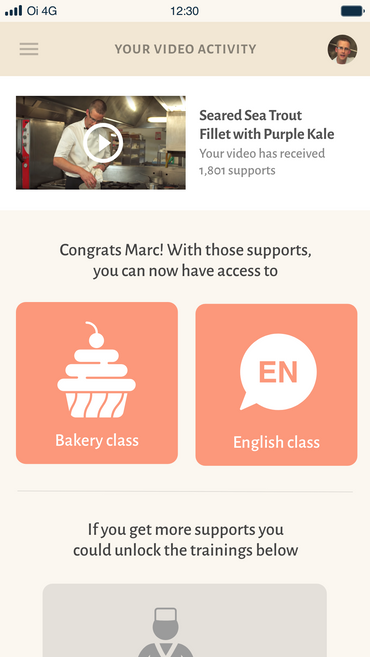 Oi 4G 12:30
YOUR VIDEO ACTIVITY
Seared Sea Trout
Fillet with Purple Kale
Your video has received
1,801 supports
Congrats Marc! With those supports,
you can now have access to
EN
Bakery class
English class
If you get more supports you
could unlock the trainings below